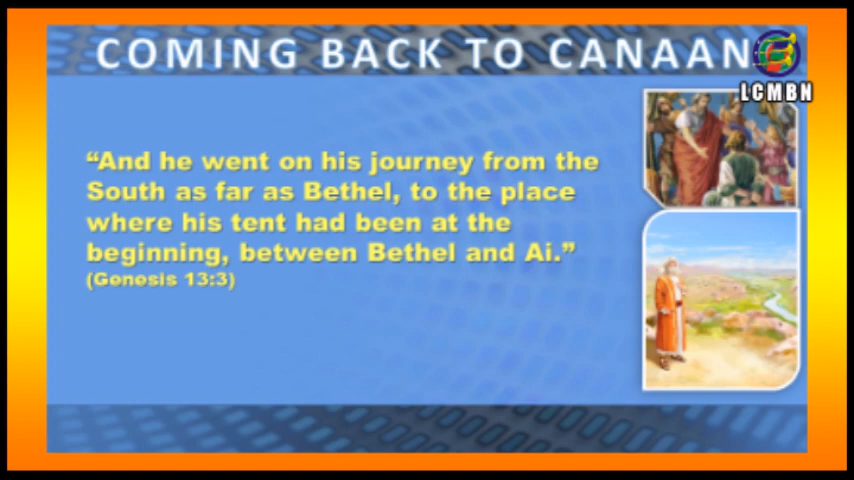 COMING BACK TO CANAAN
LCMBN
“And he went on his journey from the
South as far as Bethel, to the place
where his tent had been at the
beginning, between Bethel and Ai.”
(Genesis 13:3)